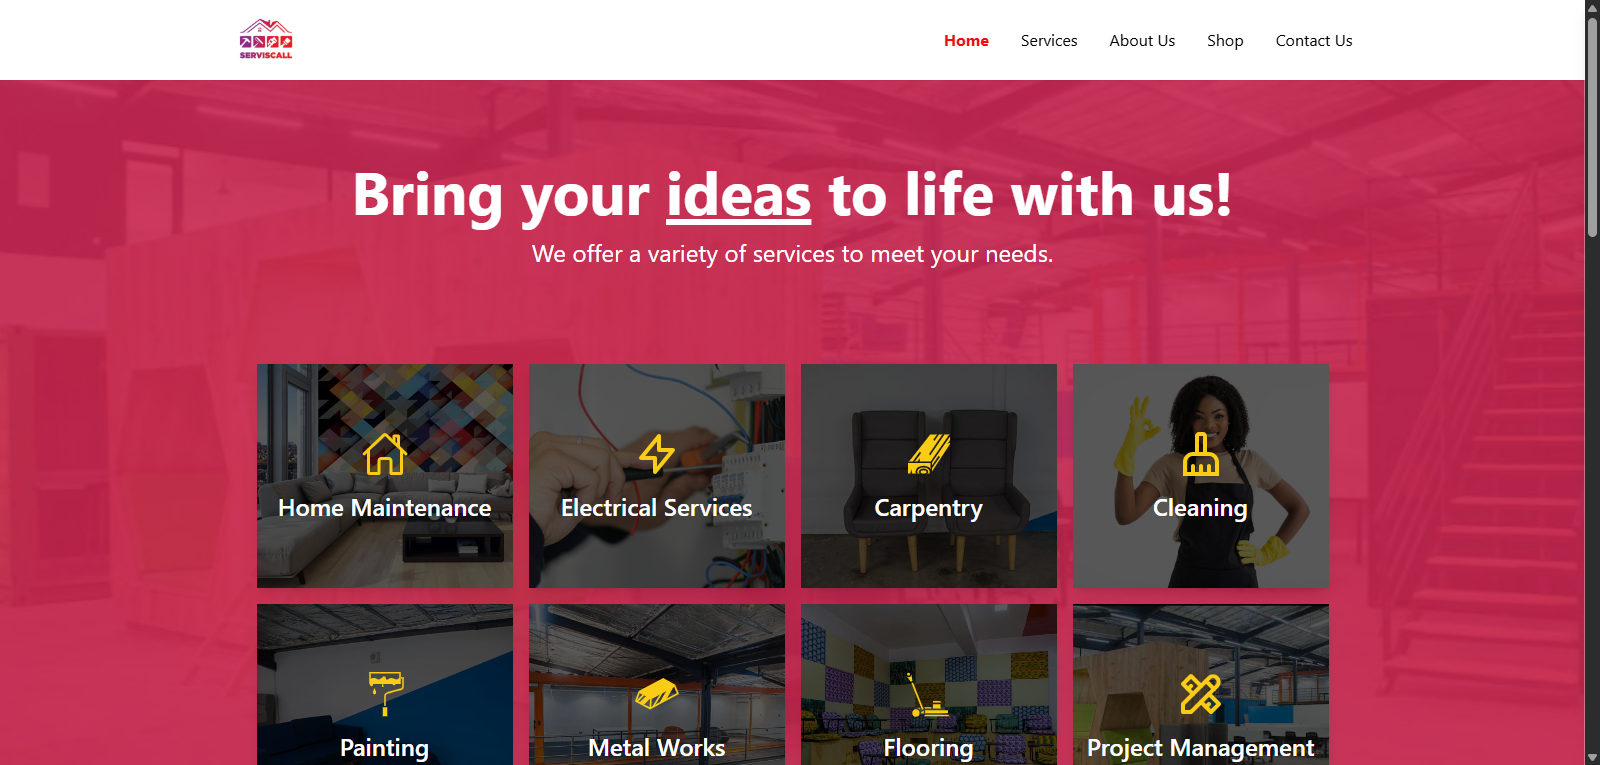 SERVISCALL
Home Services About Us Shop Contact Us
Bring your ideas to life with us!
We offer a variety of services to meet your needs.
Home Maintenance Electrical Services Carpentry Cleaning
Painting Metal Works Flooring Project Management